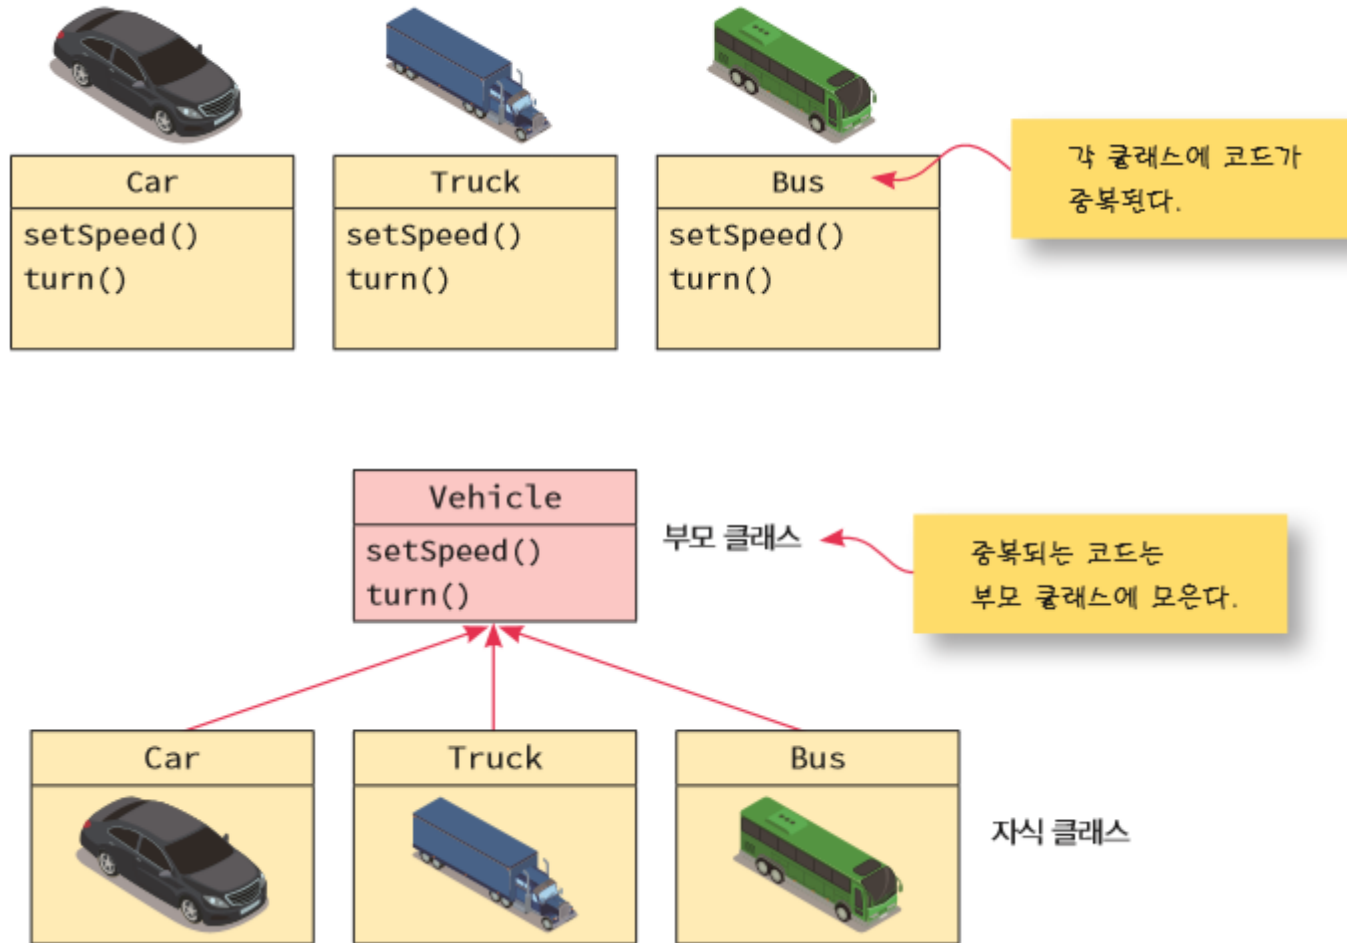 Car
setSpeed()
turn()
Truck
setSpeed()
turn()
Bus
setSpeed()
turn()
각 클래스에 코드가
중복된다.
Vehicle
setSpeed()
turn()
부모 클래스
중복되는 코드는
부모 클래스에 모은다.
Car
Truck
Bus
자식 클래스